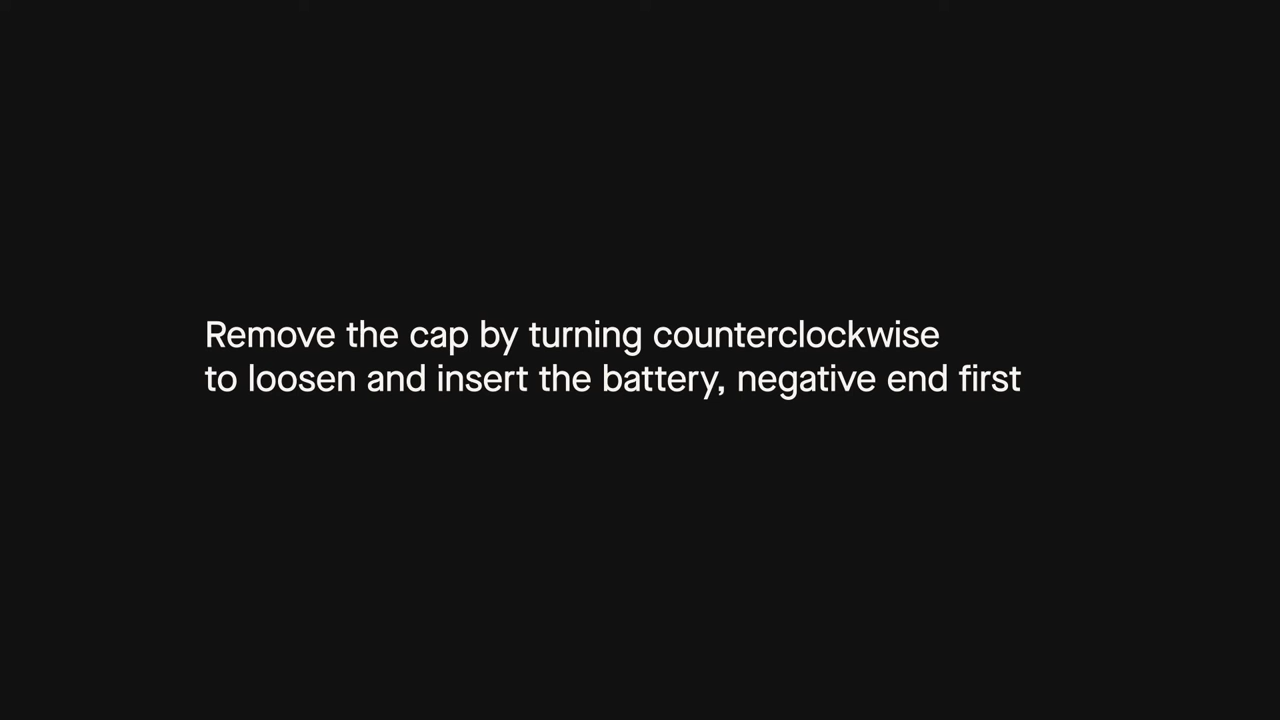 Remove the cap by turning counterclockwise
to loosen and insert the battery, negative end first